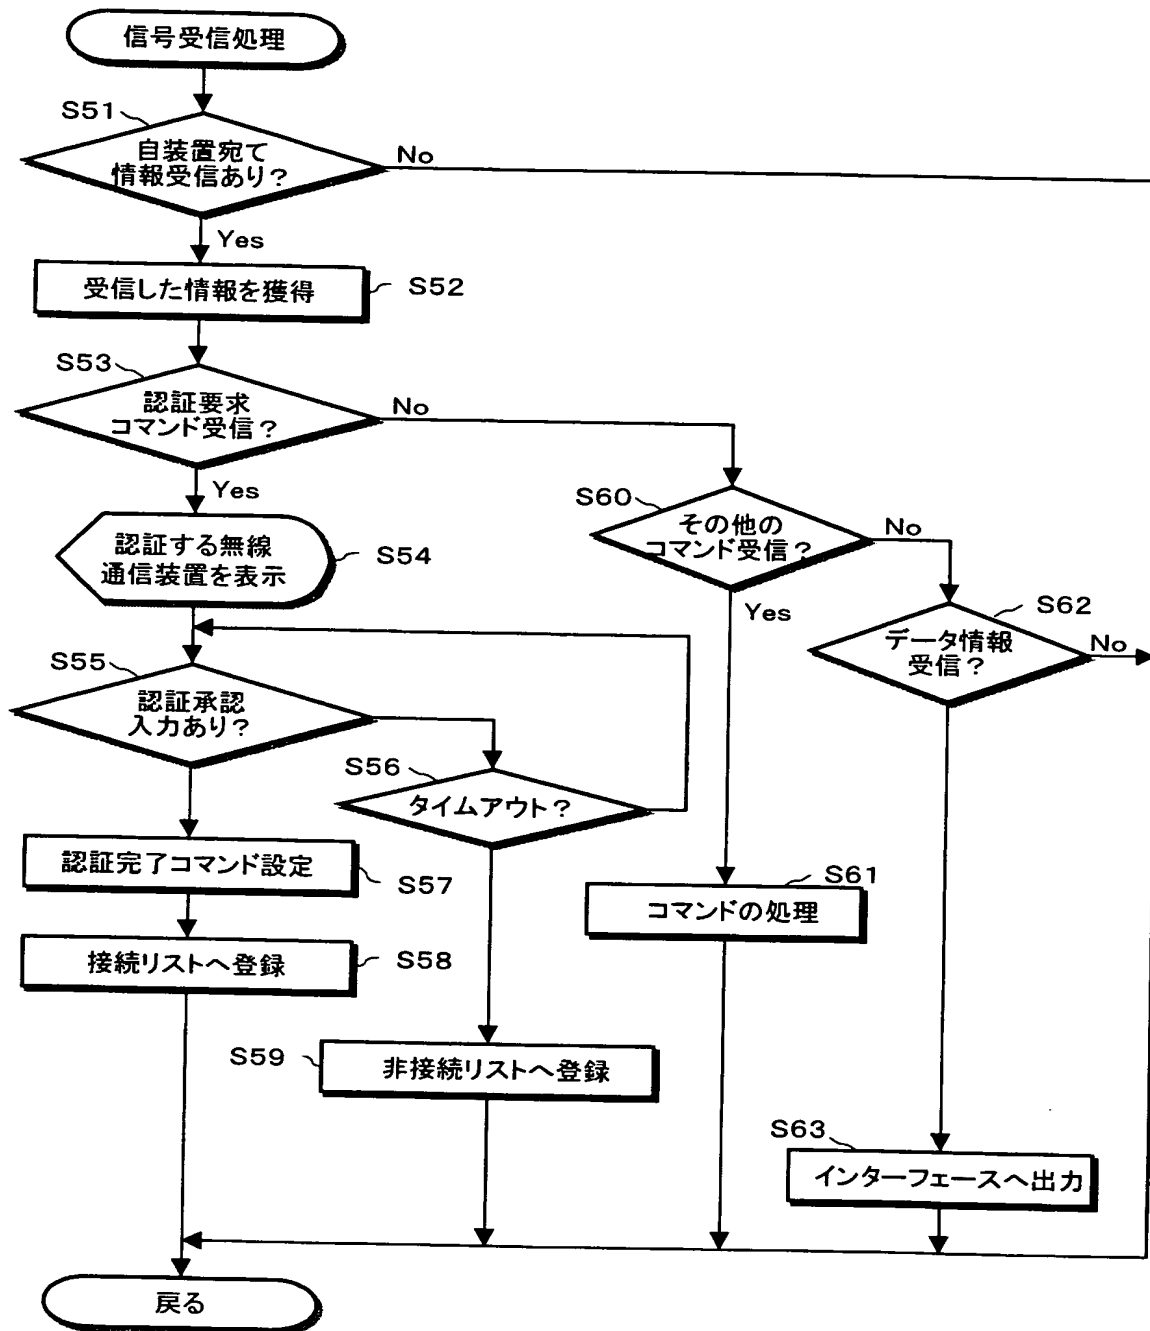 信号受信処理
S51
自装置宛て
情報受信あり?
No
Yes
受信した情報を獲得
S52
S53
認証要求
コマンド受信?
No
Yes
認証する無線
通信装置を表示
S54
S60
その他の
コマンド受信?
No
Yes
S62
データ情報
受信?
No
S55
認証承認
入力あり?
S56
タイムアウト?
認証完了コマンド設定
S57
S61
コマンドの処理
接続リストへ登録
S58
S59
非接続リストへ登録
S63
インターフェースへ出力
戻る